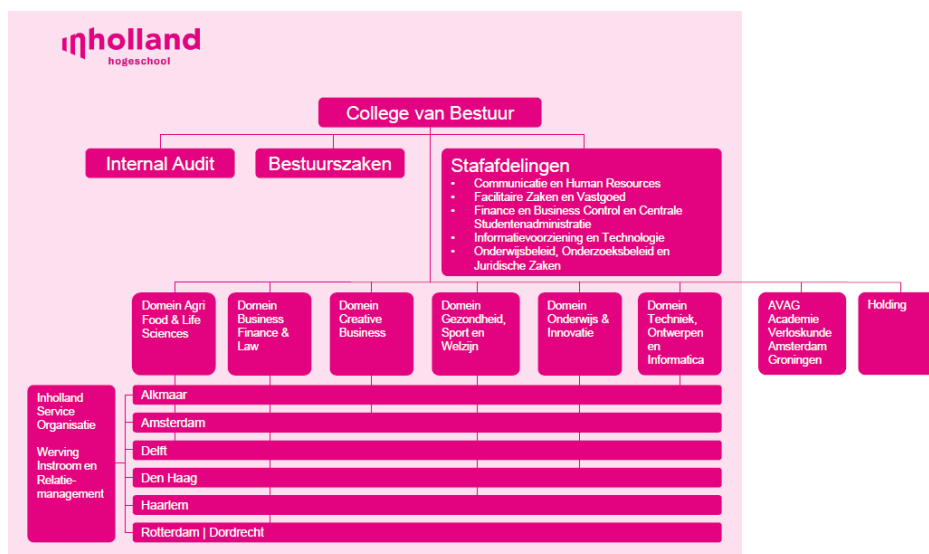 inholland
hogeschool
College van Bestuur
Internal Audit
Bestuurszaken
Stafafdelingen
• Communicatie en Human Resources
• Facilitaire Zaken en Vastgoed
• Finance en Business Control en Centrale
Studentenadministratie
• Informatievoorziening en Technologie
• Onderwijsbeleid, Onderzoeksbeleid en
Juridische Zaken
Domein Agri
Food & Life
Sciences
Domein
Business
Finance &
Law
Domein
Creative
Business
Domein
Gezondheid,
Sport en
Welzijn
Domein
Onderwijs &
Innovatie
Domein
Techniek,
Ontwerpen
en
Informatica
AVAG
Academie
Verloskunde
Amsterdam
Groningen
Holding
Inholland
Service
Organisatie
Werving
Instroom en
Relatie-
management
Alkmaar
Amsterdam
Delft
Den Haag
Haarlem
Rotterdam | Dordrecht